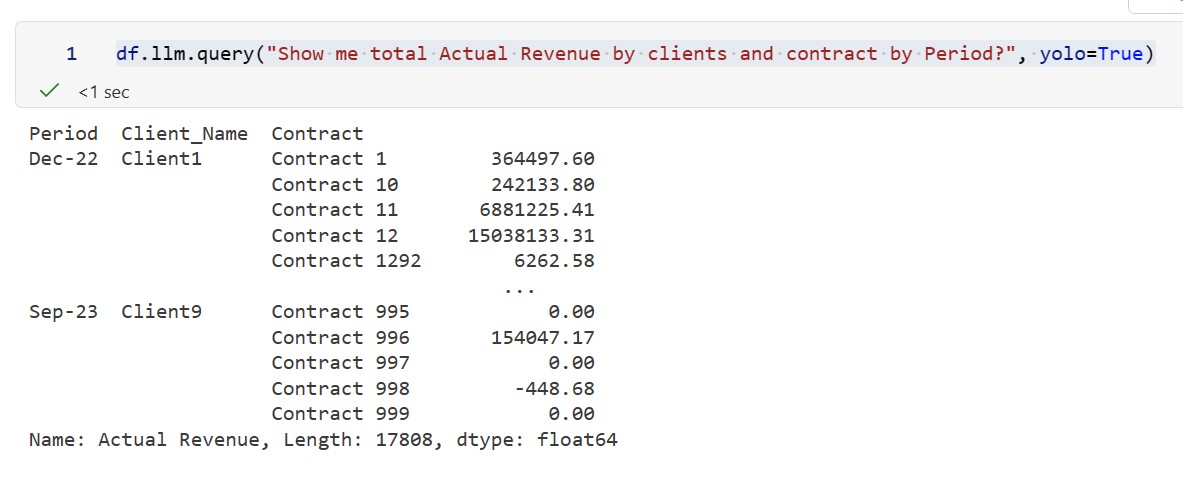 1 df.llm.query("Show me total Actual Revenue by clients and contract by Period?", yolo=True)
<1 sec
Period Client_Name Contract
Dec-22 Client1 Contract 1 364497.60
Contract 10 242133.80
Contract 11 6881225.41
Contract 12 15038133.31
Contract 1292 6262.58
...
Sep-23 Client9 Contract 995 0.00
Contract 996 154047.17
Contract 997 0.00
Contract 998 -448.68
Contract 999 0.00
Name: Actual Revenue, Length: 17808, dtype: float64